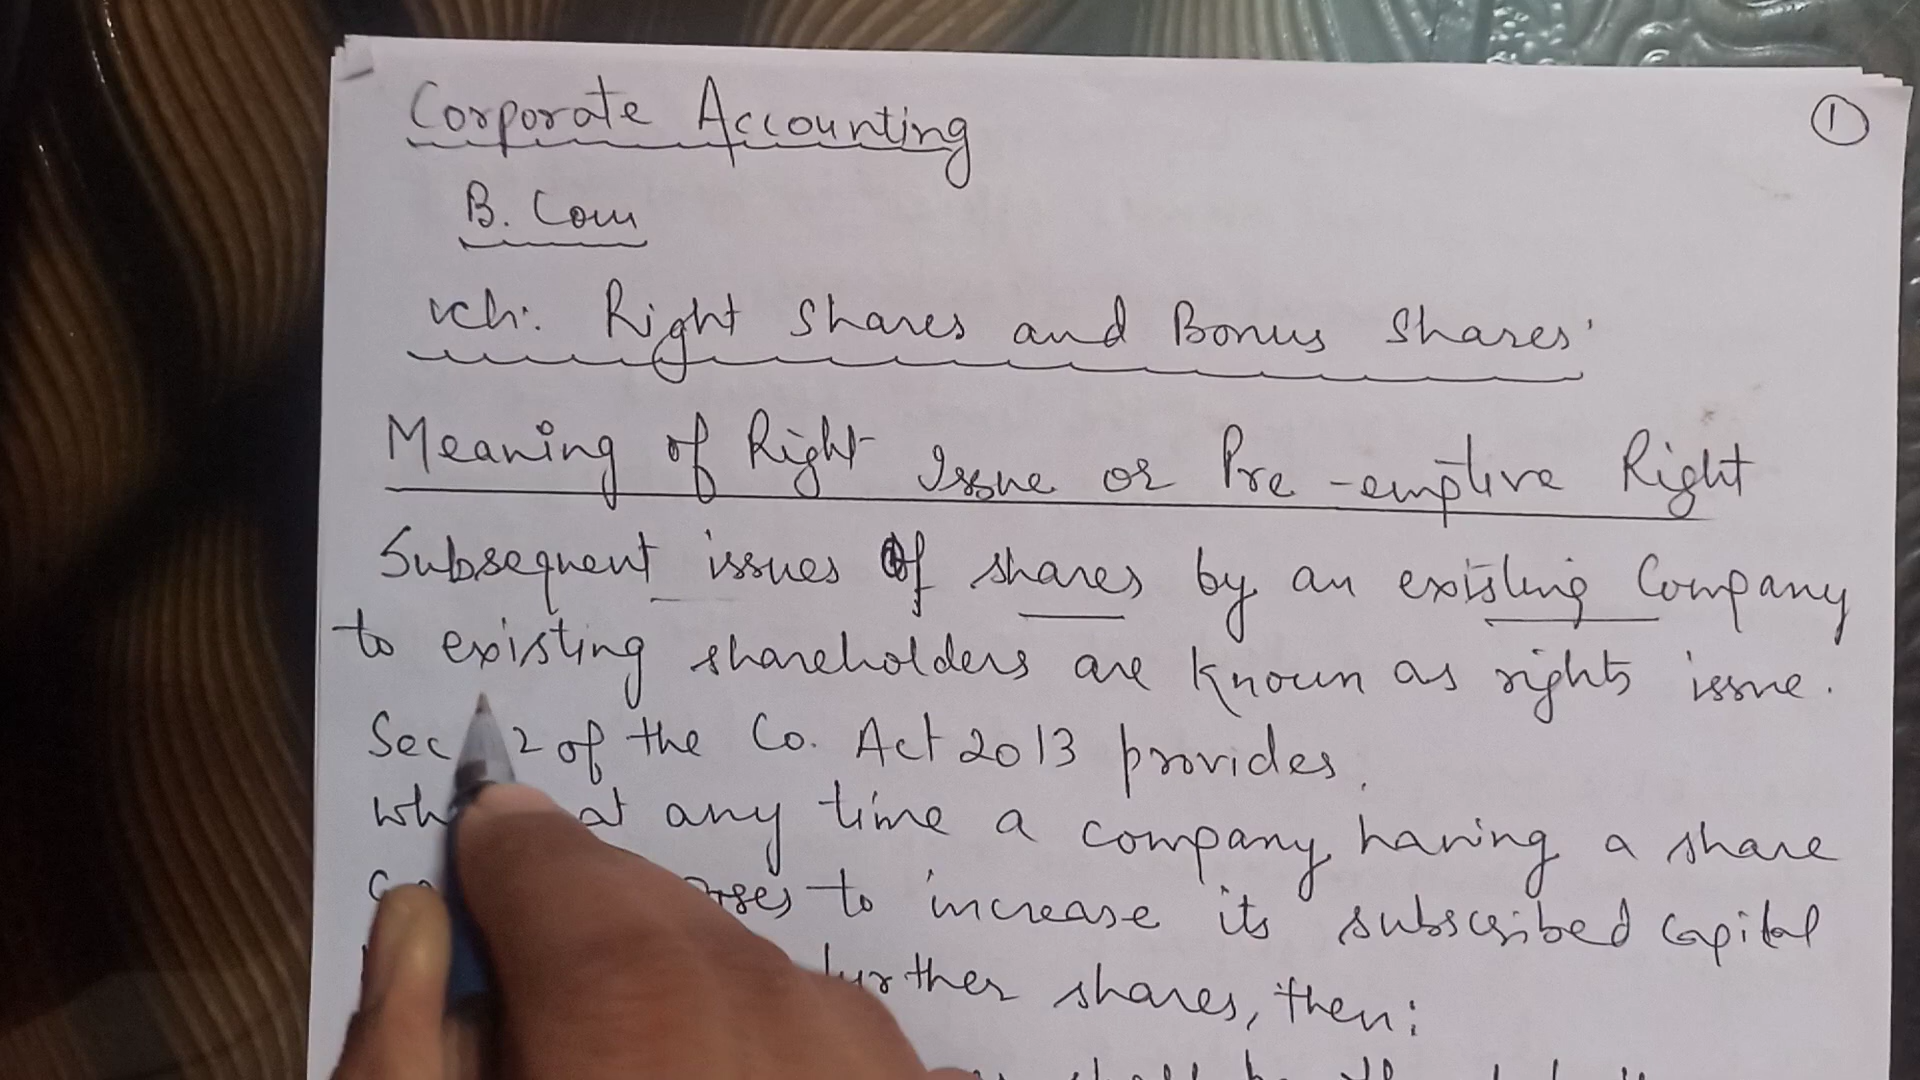 1
Corporate Accounting
B. Com
ch:. Right Shares and Bonus Shares
Meaning of Right Issue or Pre-emptive Right
Subsequent issues of shares by an existing Company
to existing shareholders are known as rights issue.
Sec 2 of the Co. Act 2013 provides.
at any time a company having a share
to increase its subscribed capital
further shares, then: